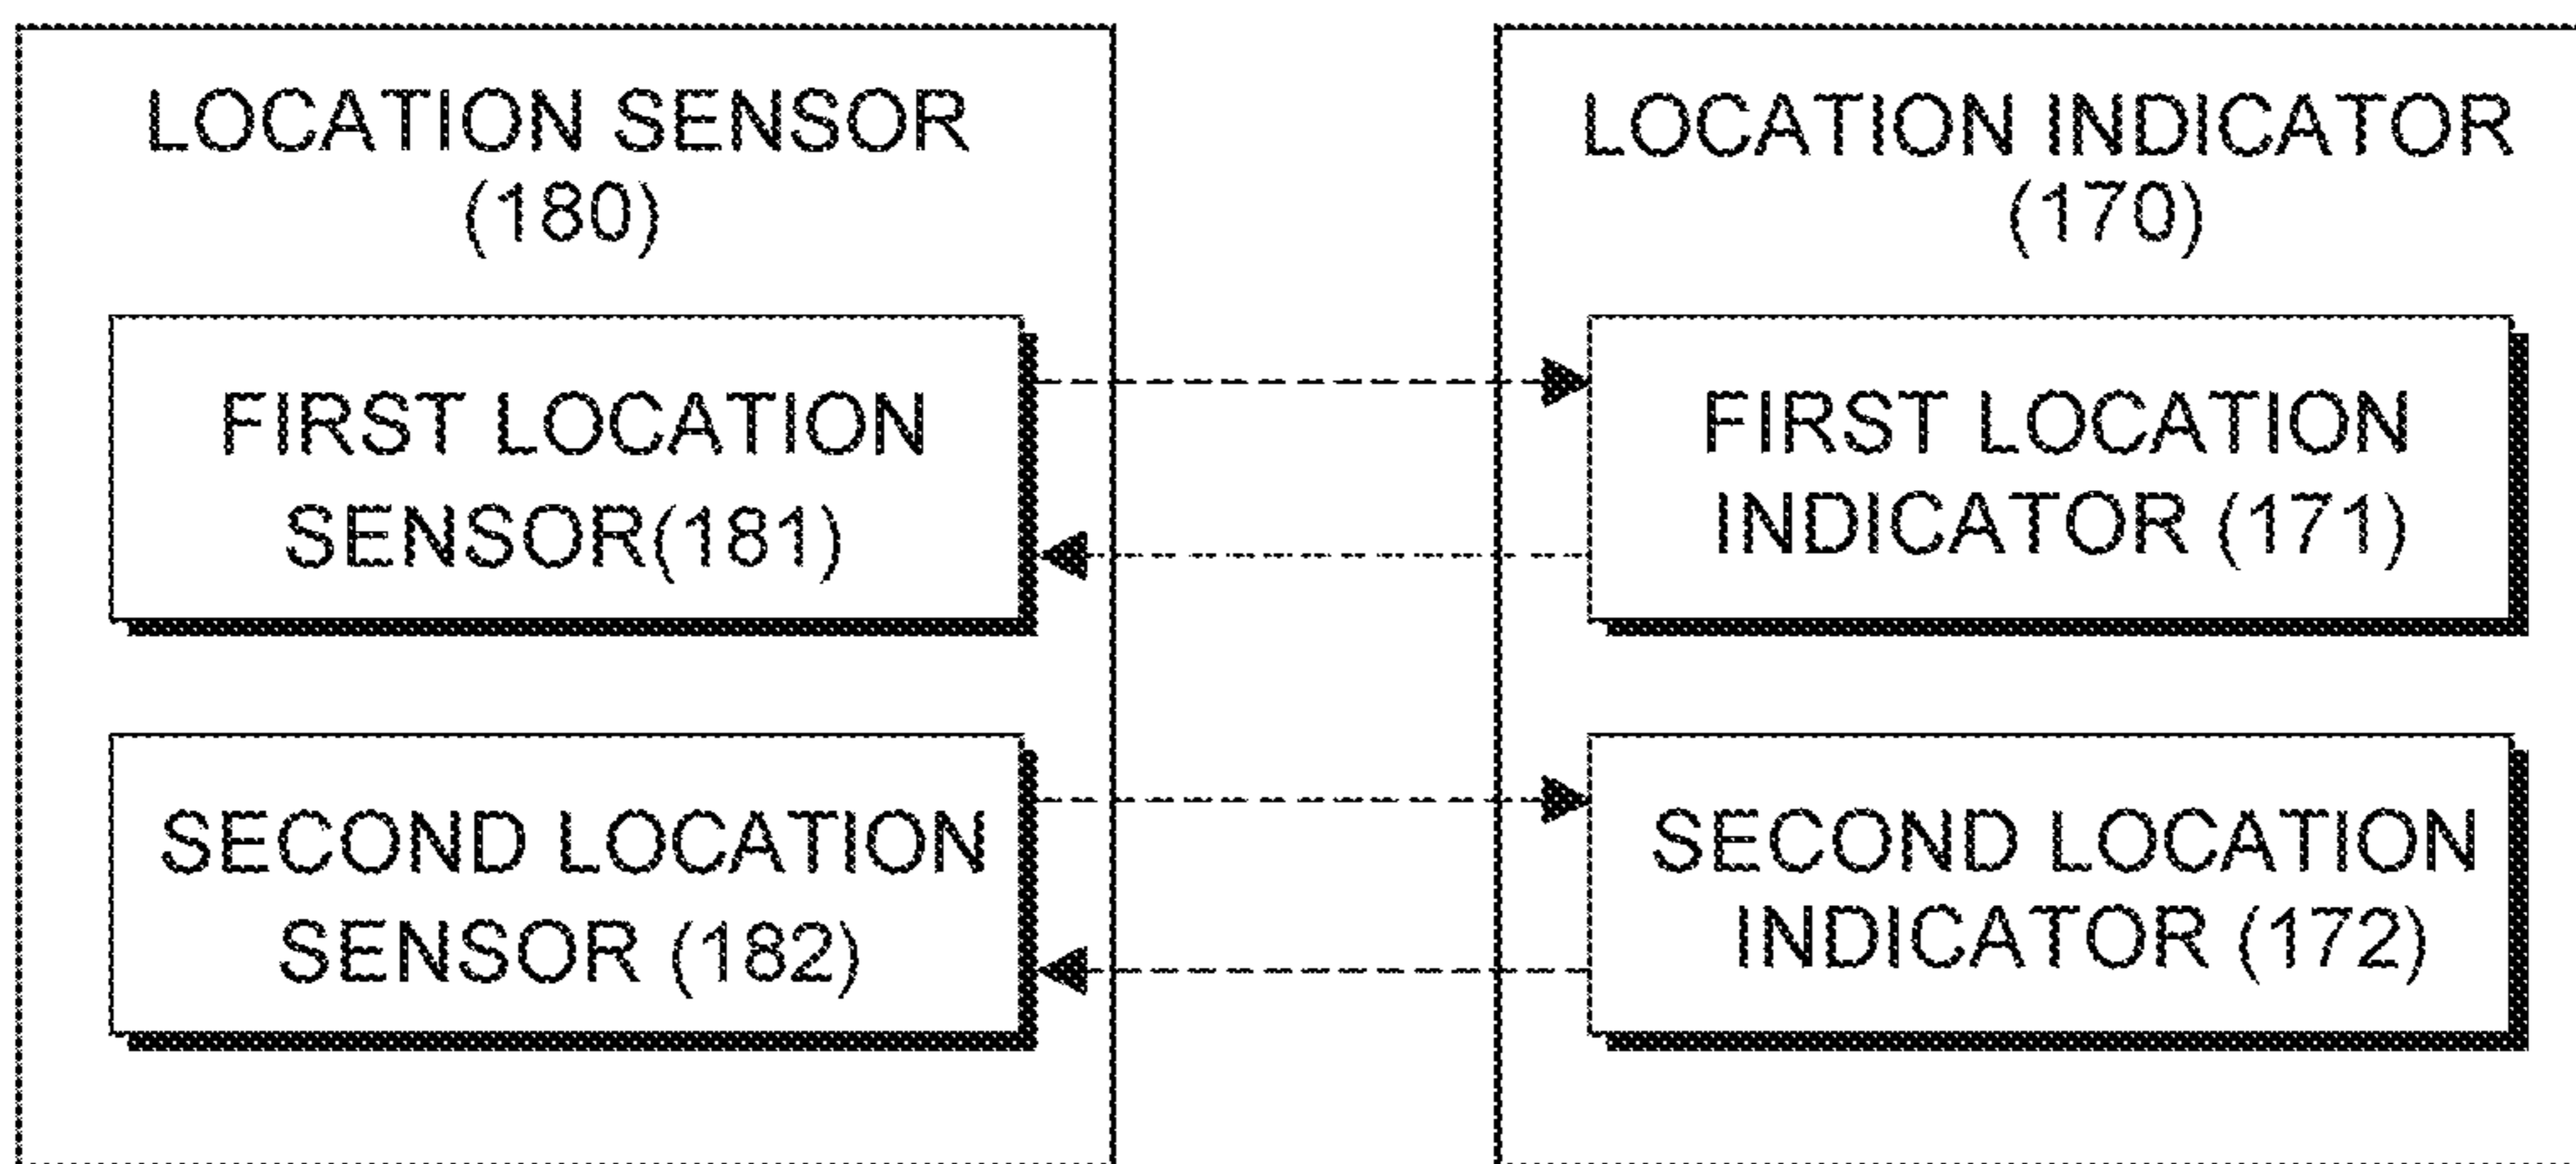 LOCATION SENSOR
(180)
FIRST LOCATION
SENSOR(181)
SECOND LOCATION
SENSOR (182)
LOCATION INDICATOR
(170)
FIRST LOCATION
INDICATOR (171)
SECOND LOCATION
INDICATOR (172)